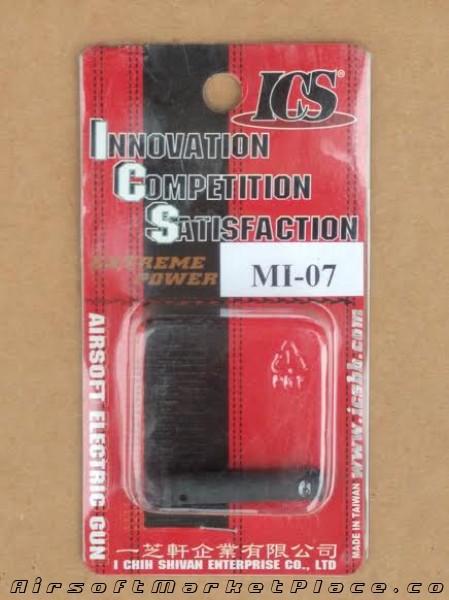 ICS®
INNOVATION
COMPETITION
SATISFACTION
EXTREME
POWER
MI-07
AIRSOFT ELECTRIC GUN
PET
www.icsbb.com
MADE IN TAIWAN
一芝軒企業有限公司
I CHIH SHIVAN ENTERPRISE CO., LTD
AirsoftMarketPlace.co